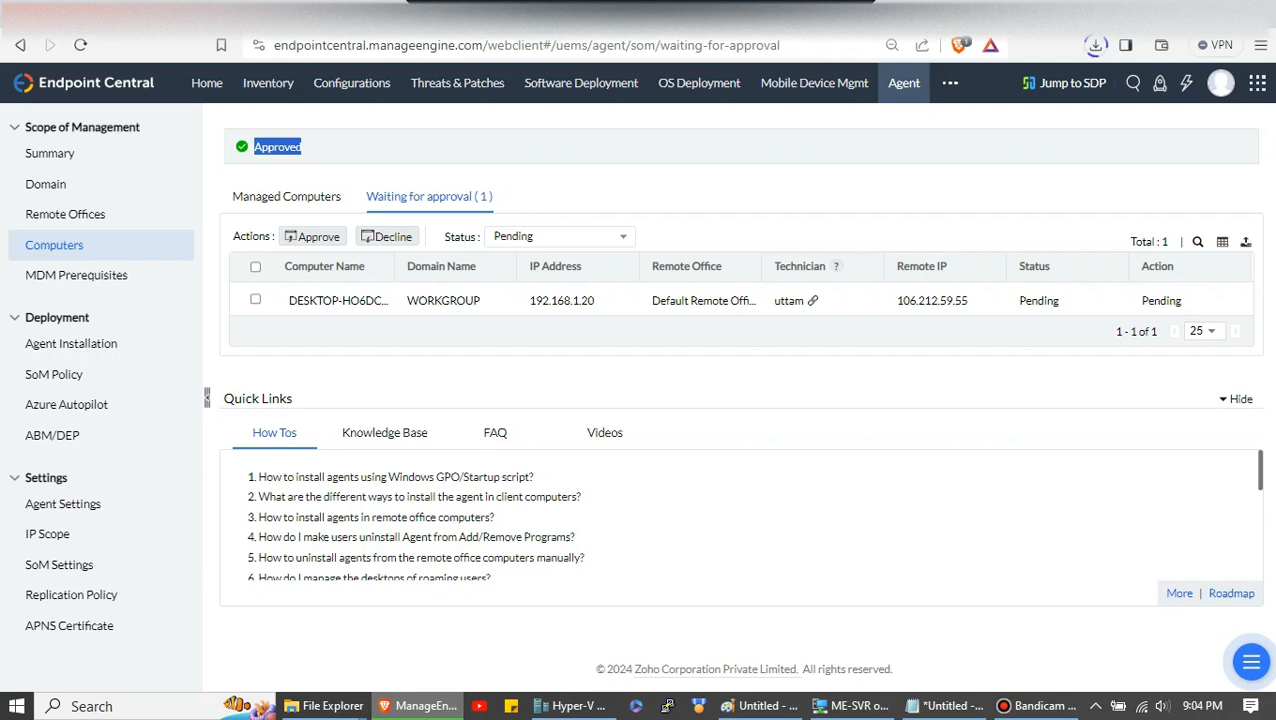 endpointcentral.manageengine.com/webclient#/uems/agent/som/waiting-for-approval
1
VPN
Endpoint Central
Home
Inventory
Configurations
Threats & Patches
Software Deployment
OS Deployment
Mobile Device Mgmt
Agent
Jump to SDP
Scope of Management
Summary
Domain
Remote Offices
Computers
MDM Prerequisites
Deployment
Agent Installation
SoM Policy
Azure Autopilot
ABM/DEP
Settings
Agent Settings
IP Scope
SoM Settings
Replication Policy
APNS Certificate
Approved
Managed Computers
Waiting for approval ( 1 )
Actions : Approve Decline Status : Pending
Total : 1
Computer Name Domain Name IP Address Remote Office Technician ? Remote IP Status Action
DESKTOP-HO6DC... WORKGROUP 192.168.1.20 Default Remote Offi... uttam 106.212.59.55 Pending Pending
1 - 1 of 1 25
Quick Links
Hide
How Tos
Knowledge Base
FAQ
Videos
1. How to install agents using Windows GPO/Startup script?
2. What are the different ways to install the agent in client computers?
3. How to install agents in remote office computers?
4. How do I make users uninstall Agent from Add/Remove Programs?
5. How to uninstall agents from the remote office computers manually?
6. How do I manage the desktops of roaming users?
More | Roadmap
© 2024 Zoho Corporation Private Limited. All rights reserved.
Search
File Explorer
ManageEn...
Hyper-V ...
Untitled - ...
ME-SVR o...
*Untitled - ...
Bandicam ...
9:04 PM